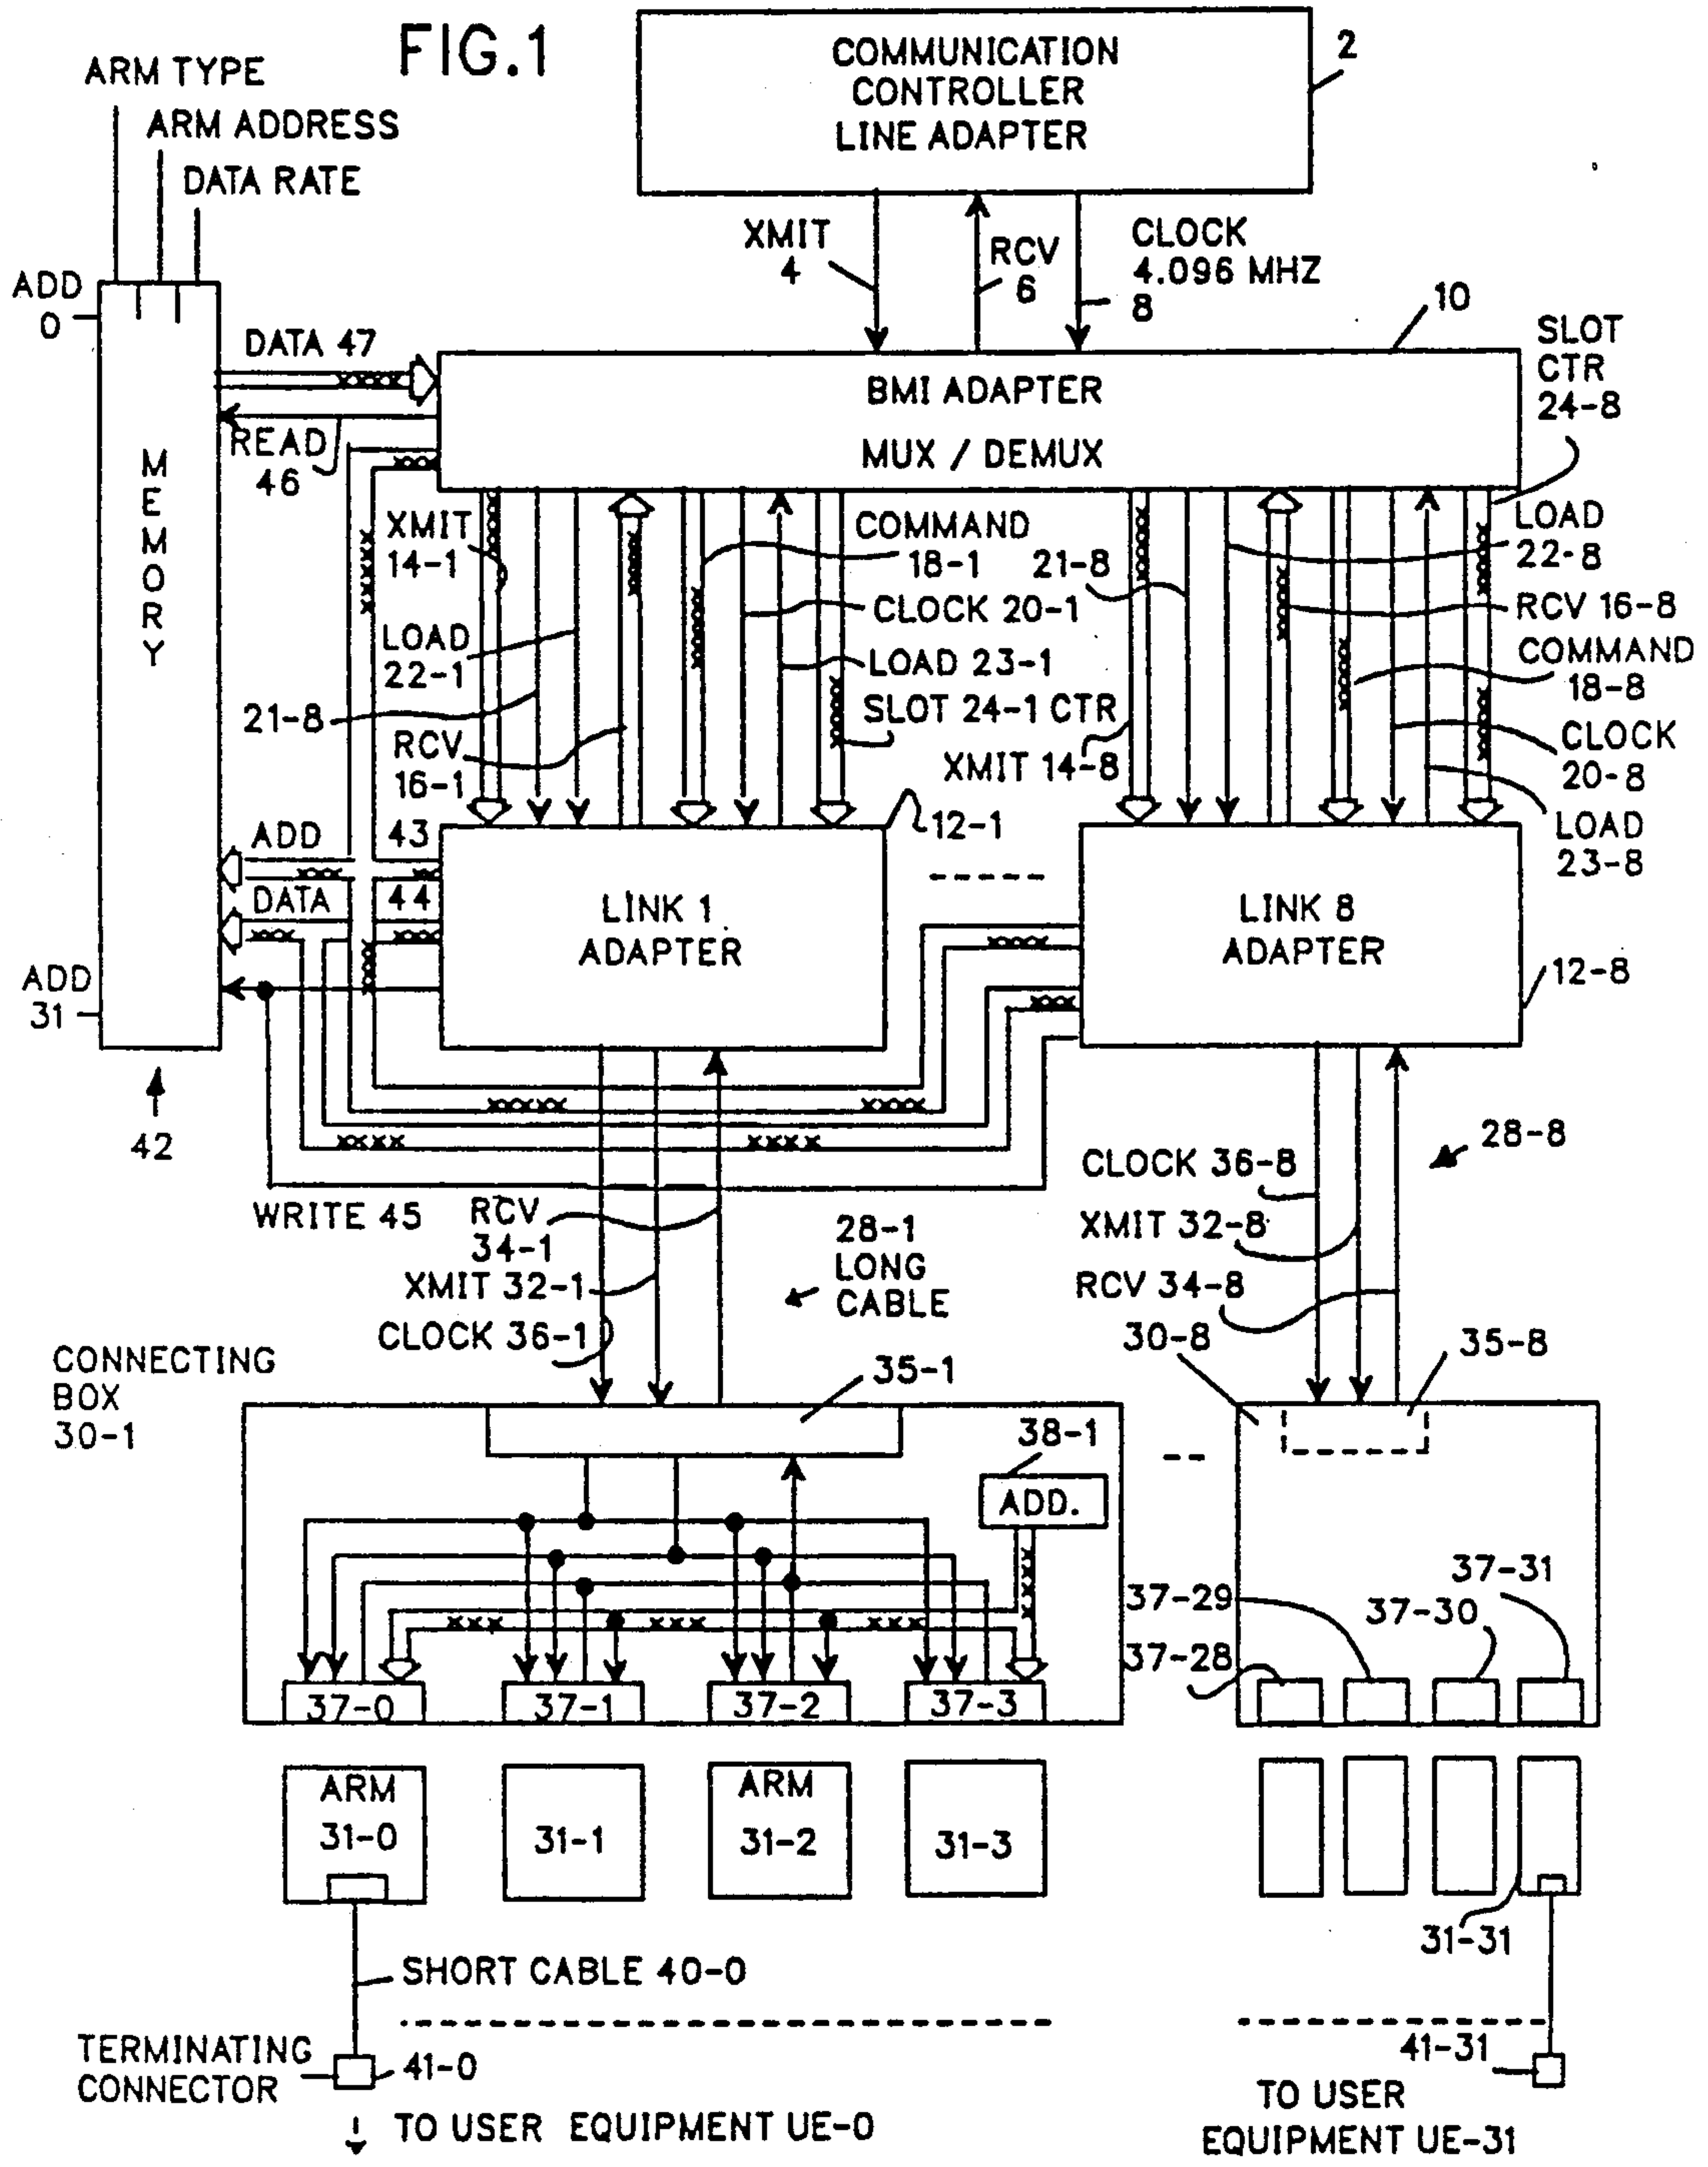 FIG.1
COMMUNICATION
CONTROLLER
LINE ADAPTER
2
ARM TYPE
ARM ADDRESS
DATA RATE
XMIT
4
RCV
6
CLOCK
4.096 MHZ
8
10
ADD
0
DATA 47
BMI ADAPTER
MUX / DEMUX
SLOT
CTR
24-8
READ
46
MEMORY
XMIT
14-1
COMMAND
18-1
21-8
LOAD
22-8
CLOCK 20-1
RCV 16-8
LOAD
22-1
LOAD 23-1
COMMAND
18-8
21-8
SLOT 24-1 CTR
RCV
16-1
XMIT 14-8
CLOCK
20-8
ADD
43
12-1
LOAD
23-8
DATA
44
LINK 1
ADAPTER
LINK 8
ADAPTER
12-8
ADD
31
42
28-8
CLOCK 36-8
WRITE 45
RCV
34-1
28-1
LONG
CABLE
XMIT 32-8
XMIT 32-1
RCV 34-8
CLOCK 36-1
30-8
35-8
CONNECTING
BOX
30-1
35-1
38-1
ADD.
37-29
37-31
37-30
37-28
37-0
37-1
37-2
37-3
ARM
31-0
31-1
ARM
31-2
31-3
31-31
SHORT CABLE 40-0
TERMINATING
CONNECTOR
41-0
41-31
TO USER EQUIPMENT UE-0
TO USER
EQUIPMENT UE-31